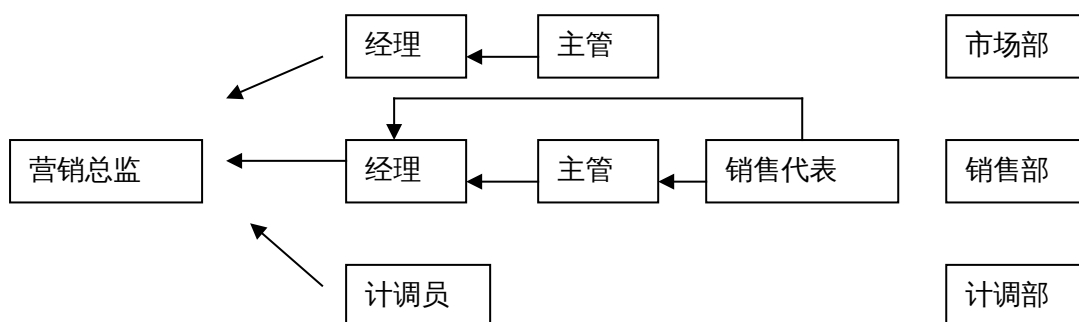 经理 主管 市场部
营销总监 经理 主管 销售代表 销售部
计调员 计调部